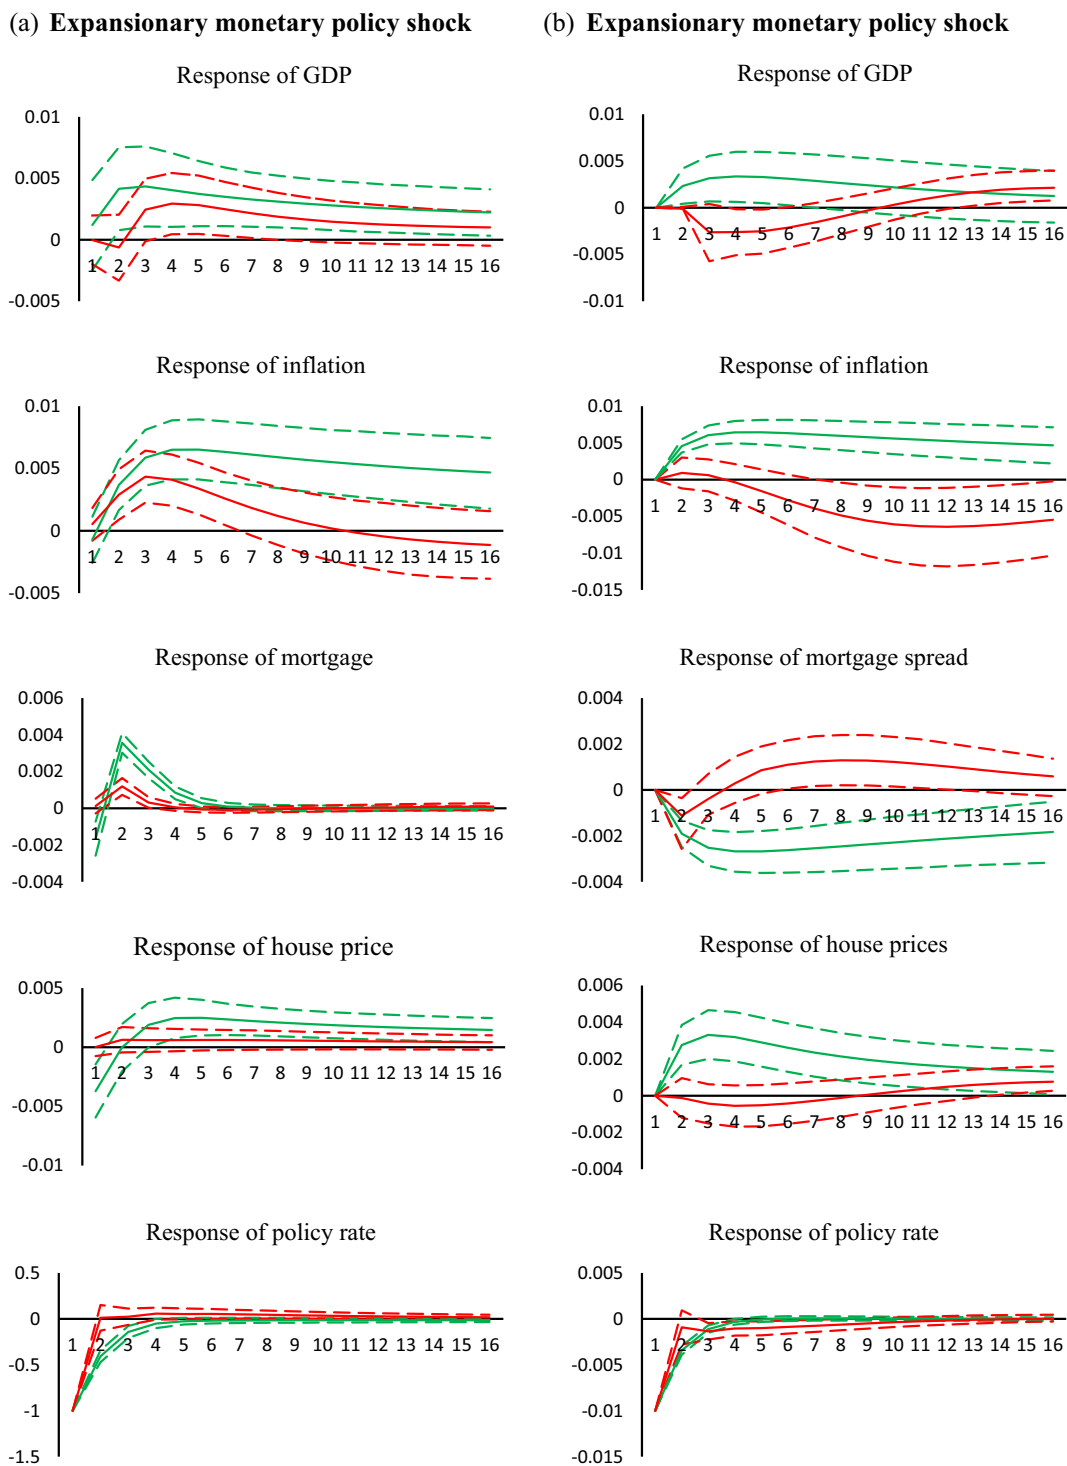 (a) Expansionary monetary policy shock
Response of GDP
0.01
0.005
0
-0.005
1 2 3 4 5 6 7 8 9 10 11 12 13 14 15 16
Response of inflation
0.01
0.005
0
-0.005
1 2 3 4 5 6 7 8 9 10 11 12 13 14 15 16
Response of mortgage
0.006
0.004
0.002
0
-0.002
-0.004
1 2 3 4 5 6 7 8 9 10 11 12 13 14 15 16
Response of house price
0.005
0
-0.005
-0.01
1 2 3 4 5 6 7 8 9 10 11 12 13 14 15 16
Response of policy rate
0.5
0
-0.5
-1
-1.5
1 2 3 4 5 6 7 8 9 10 11 12 13 14 15 16
(b) Expansionary monetary policy shock
Response of GDP
0.01
0.005
0
-0.005
-0.01
1 2 3 4 5 6 7 8 9 10 11 12 13 14 15 16
Response of inflation
0.01
0.005
0
-0.005
-0.01
-0.015
1 2 3 4 5 6 7 8 9 10 11 12 13 14 15 16
Response of mortgage spread
0.004
0.002
0
-0.002
-0.004
1 2 3 4 5 6 7 8 9 10 11 12 13 14 15 16
Response of house prices
0.006
0.004
0.002
0
-0.002
-0.004
1 2 3 4 5 6 7 8 9 10 11 12 13 14 15 16
Response of policy rate
0.005
0
-0.005
-0.01
-0.015
1 2 3 4 5 6 7 8 9 10 11 12 13 14 15 16